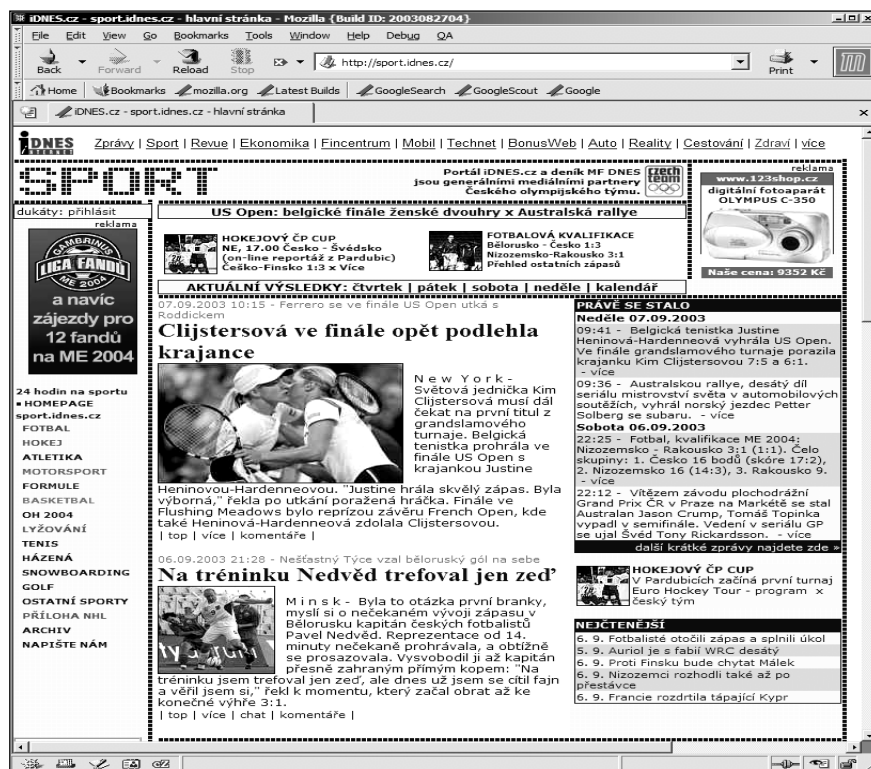 iDNES.cz - sport.idnes.cz - hlavní stránka - Mozilla {Build ID: 2003082704}
File Edit View Go Bookmarks Tools Window Help Debug QA
Back Forward Reload Stop http://sport.idnes.cz/ Print
Home Bookmarks mozilla.org Latest Builds GoogleSearch GoogleScout Google
iDNES.cz - sport.idnes.cz - hlavní stránka
iDNES INTERNET Zprávy | Sport | Revue | Ekonomika | Fincentrum | Mobil | Technet | BonusWeb | Auto | Reality | Cestování | Zdraví | více
SPORT
Portál iDNES.cz a deník MF DNES
jsou generálními mediálními partnery
Českého olympijského týmu.
czech
team
reklama
www.123shop.cz
digitální fotoaparát
OLYMPUS C-350
Naše cena: 9352 Kč
dukáty: přihlásit
reklama
GAMBRINUS
LIGA FANDŮ
ME 2004
a navíc
zájezdy pro
12 fandů
na ME 2004
US Open: belgické finále ženské dvouhry x Australská rallye
HOKEJOVÝ ČP CUP
NE, 17.00 Česko - Švédsko
(on-line reportáž z Pardubic)
Česko-Finsko 1:3 x Více
FOTBALOVÁ KVALIFIKACE
Bělorusko - Česko 1:3
Nizozemsko-Rakousko 3:1
Přehled ostatních zápasů
AKTUÁLNÍ VÝSLEDKY: čtvrtek | pátek | sobota | neděle | kalendář
24 hodin na sportu
HOMEPAGE
sport.idnes.cz
FOTBAL
HOKEJ
ATLETIKA
MOTORSPORT
FORMULE
BASKETBAL
OH 2004
LYŽOVÁNÍ
TENIS
HÁZENÁ
SNOWBOARDING
GOLF
OSTATNÍ SPORTY
PŘÍLOHA NHL
ARCHIV
NAPIŠTE NÁM
07.09.2003 10:15 - Ferrero se ve finále US Open utká s
Roddickem
Clijstersová ve finále opět podlehla
krajance
N e w Y o r k -
Světová jednička Kim
Clijstersová musí dál
čekat na první titul z
grandslamového
turnaje. Belgická
tenistka prohrála ve
finále US Open s
krajankou Justine
Heninovou-Hardenneovou. "Justine hrála skvělý zápas. Byla
výborná," řekla po utkání poražená hráčka. Finále ve
Flushing Meadows bylo reprízou závěru French Open, kde
také Heninová-Hardenneová zdolala Clijstersovou.
| top | více | komentáře |
06.09.2003 21:28 - Nešťastný Týce vzal běloruský gól na sebe
Na tréninku Nedvěd trefoval jen zeď
M i n s k - Byla to otázka první branky,
myslí si o nečekaném vývoji zápasu v
Bělorusku kapitán českých fotbalistů
Pavel Nedvěd. Reprezentace od 14.
minuty nečekaně prohrávala, a obtížně
se prosazovala. Vysvobodil ji až kapitán
přesně zahraným přímým kopem: "Na
tréninku jsem trefoval jen zeď, ale dnes už jsem se cítil fajn
a věřil jsem si," řekl k momentu, který začal obrat až ke
konečné výhře 3:1.
| top | více | chat | komentáře |
PRÁVĚ SE STALO
Neděle 07.09.2003
09:41 - Belgická tenistka Justine
Heninová-Hardenneová vyhrála US Open.
Ve finále grandslamového turnaje porazila
krajanku Kim Clijstersovou 7:5 a 6:1.
- více
09:36 - Australskou rallye, desátý díl
seriálu mistrovství světa v automobilových
soutěžích, vyhrál norský jezdec Petter
Solberg se subaru. - více
Sobota 06.09.2003
22:25 - Fotbal, kvalifikace ME 2004:
Nizozemsko - Rakousko 3:1 (1:1). Čelo
skupiny: 1. Česko 16 bodů (skóre 17:2),
2. Nizozemsko 16 (14:3), 3. Rakousko 9.
- více
22:12 - Vítězem závodu plochodrážní
Grand Prix ČR v Praze na Markétě se stal
Australan Jason Crump, Tomáš Topinka
vypadl v semifinále. Vedení v seriálu GP
se ujal Švéd Tony Rickardsson. - více
další krátké zprávy najdete zde »
HOKEJOVÝ ČP CUP
V Pardubicích začíná první turnaj
Euro Hockey Tour - program x
český tým
NEJČTENĚJŠÍ
6. 9. Fotbalisté otočili zápas a splnili úkol
5. 9. Auriol je s fabií WRC desátý
6. 9. Proti Finsku bude chytat Málek
6. 9. Nizozemci rozhodli také až po
přestávce
6. 9. Francie rozdrtila tápající Kypr